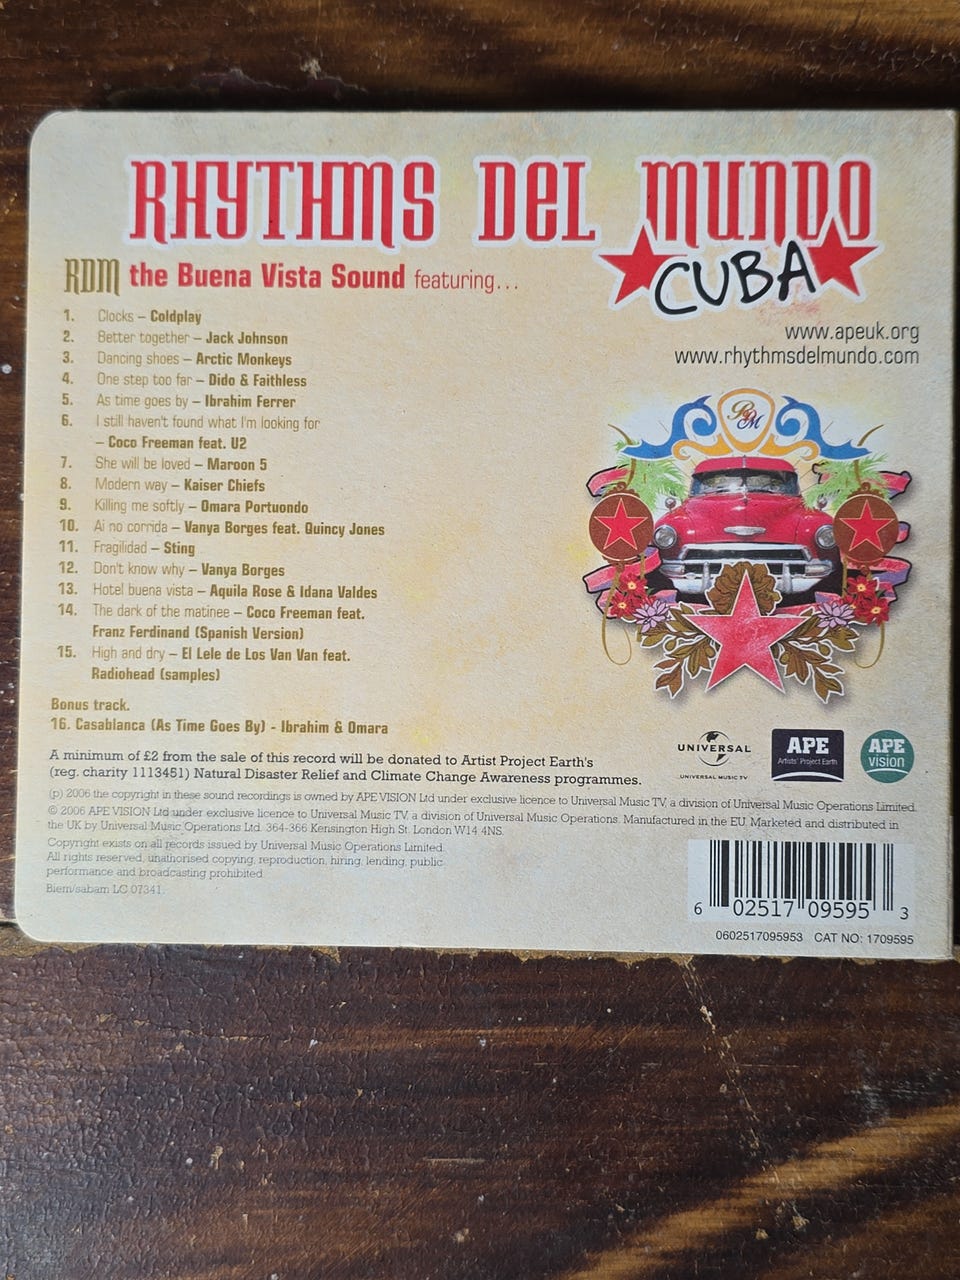 RHYTHMS DEL MUNDO
CUBA
RDM the Buena Vista Sound featuring...
www.apeuk.org
www.rhythmsdelmundo.com
1. Clocks – Coldplay
2. Better together – Jack Johnson
3. Dancing shoes – Arctic Monkeys
4. One step too far – Dido & Faithless
5. As time goes by – Ibrahim Ferrer
6. I still haven't found what I'm looking for
– Coco Freeman feat. U2
7. She will be loved – Maroon 5
8. Modern way – Kaiser Chiefs
9. Killing me softly – Omara Portuondo
10. Ai no corrida – Vanya Borges feat. Quincy Jones
11. Fragilidad – Sting
12. Don't know why – Vanya Borges
13. Hotel buena vista – Aquila Rose & Idana Valdes
14. The dark of the matinee – Coco Freeman feat.
Franz Ferdinand (Spanish Version)
15. High and dry – El Lele de Los Van Van feat.
Radiohead (samples)
Bonus track.
16. Casablanca (As Time Goes By) - Ibrahim & Omara
RDM
A minimum of £2 from the sale of this record will be donated to Artist Project Earth's
(reg. charity 1113451) Natural Disaster Relief and Climate Change Awareness programmes.
UNIVERSAL
UNIVERSAL MUSIC TV
APE
Artists' Project Earth
APE
vision
(p) 2006 the copyright in these sound recordings is owned by APE VISION Ltd under exclusive licence to Universal Music TV, a division of Universal Music Operations Limited.
© 2006 APE VISION Ltd under exclusive licence to Universal Music TV, a division of Universal Music Operations. Manufactured in the EU. Marketed and distributed in
the UK by Universal Music Operations Ltd. 364-366 Kensington High St. London W14 4NS.
Copyright exists on all records issued by Universal Music Operations Limited.
All rights reserved, unathorised copying, reproduction, hiring, lending, public
performance and broadcasting prohibited
Biem/sabam LC 07341.
6 02517 09595 3
0602517095953 CAT NO: 1709595